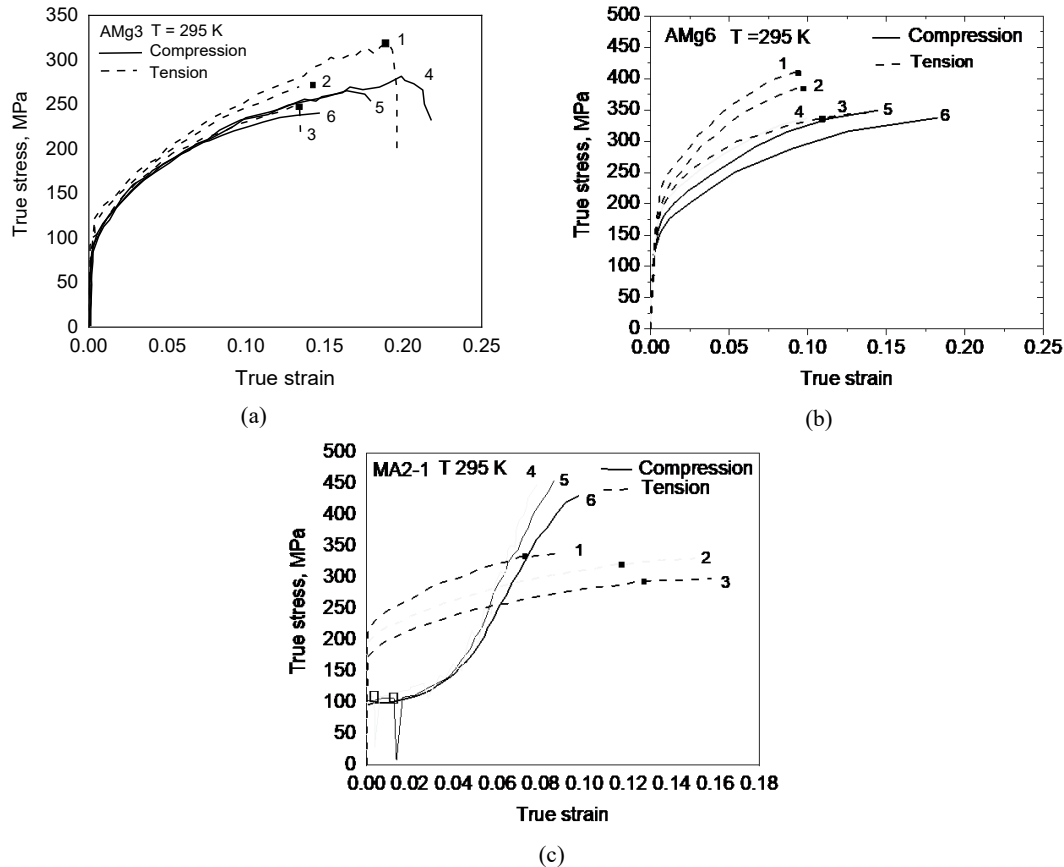 AMg3 T = 295 K
Compression
Tension
350
300
250
200
150
100
50
0
True stress, MPa
1
2
3
4
5
6
0.00 0.05 0.10 0.15 0.20 0.25
True strain
(a)
AMg6 T =295 K
Compression
Tension
500
450
400
350
300
250
200
150
100
50
0
True stress, MPa
1
2
4
3
5
6
0.00 0.05 0.10 0.15 0.20 0.25
True strain
(b)
MA2-1 T 295 K
Compression
Tension
500
450
400
350
300
250
200
150
100
50
0
True stress, MPa
4
5
6
1
2
3
0.00 0.02 0.04 0.06 0.08 0.10 0.12 0.14 0.16 0.18
True strain
(c)